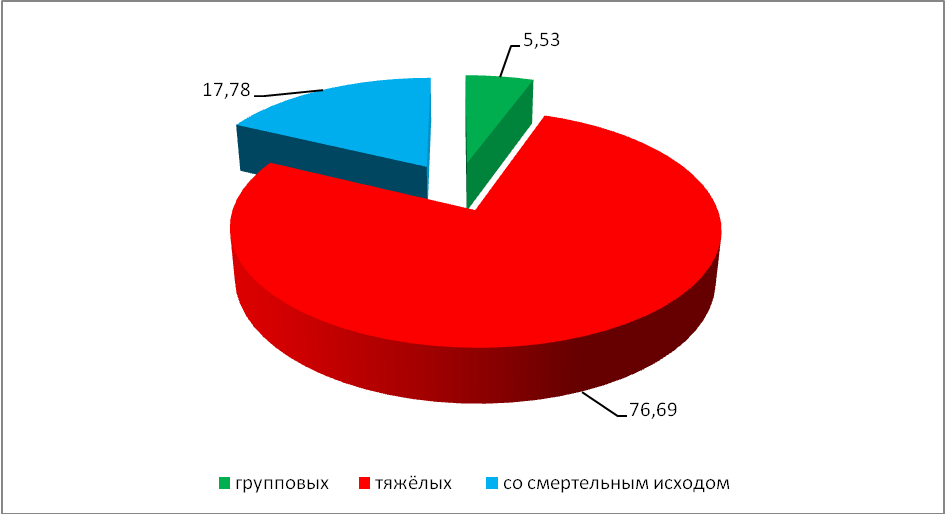 5,53
17,78
76,69
групповых тяжёлых со смертельным исходом